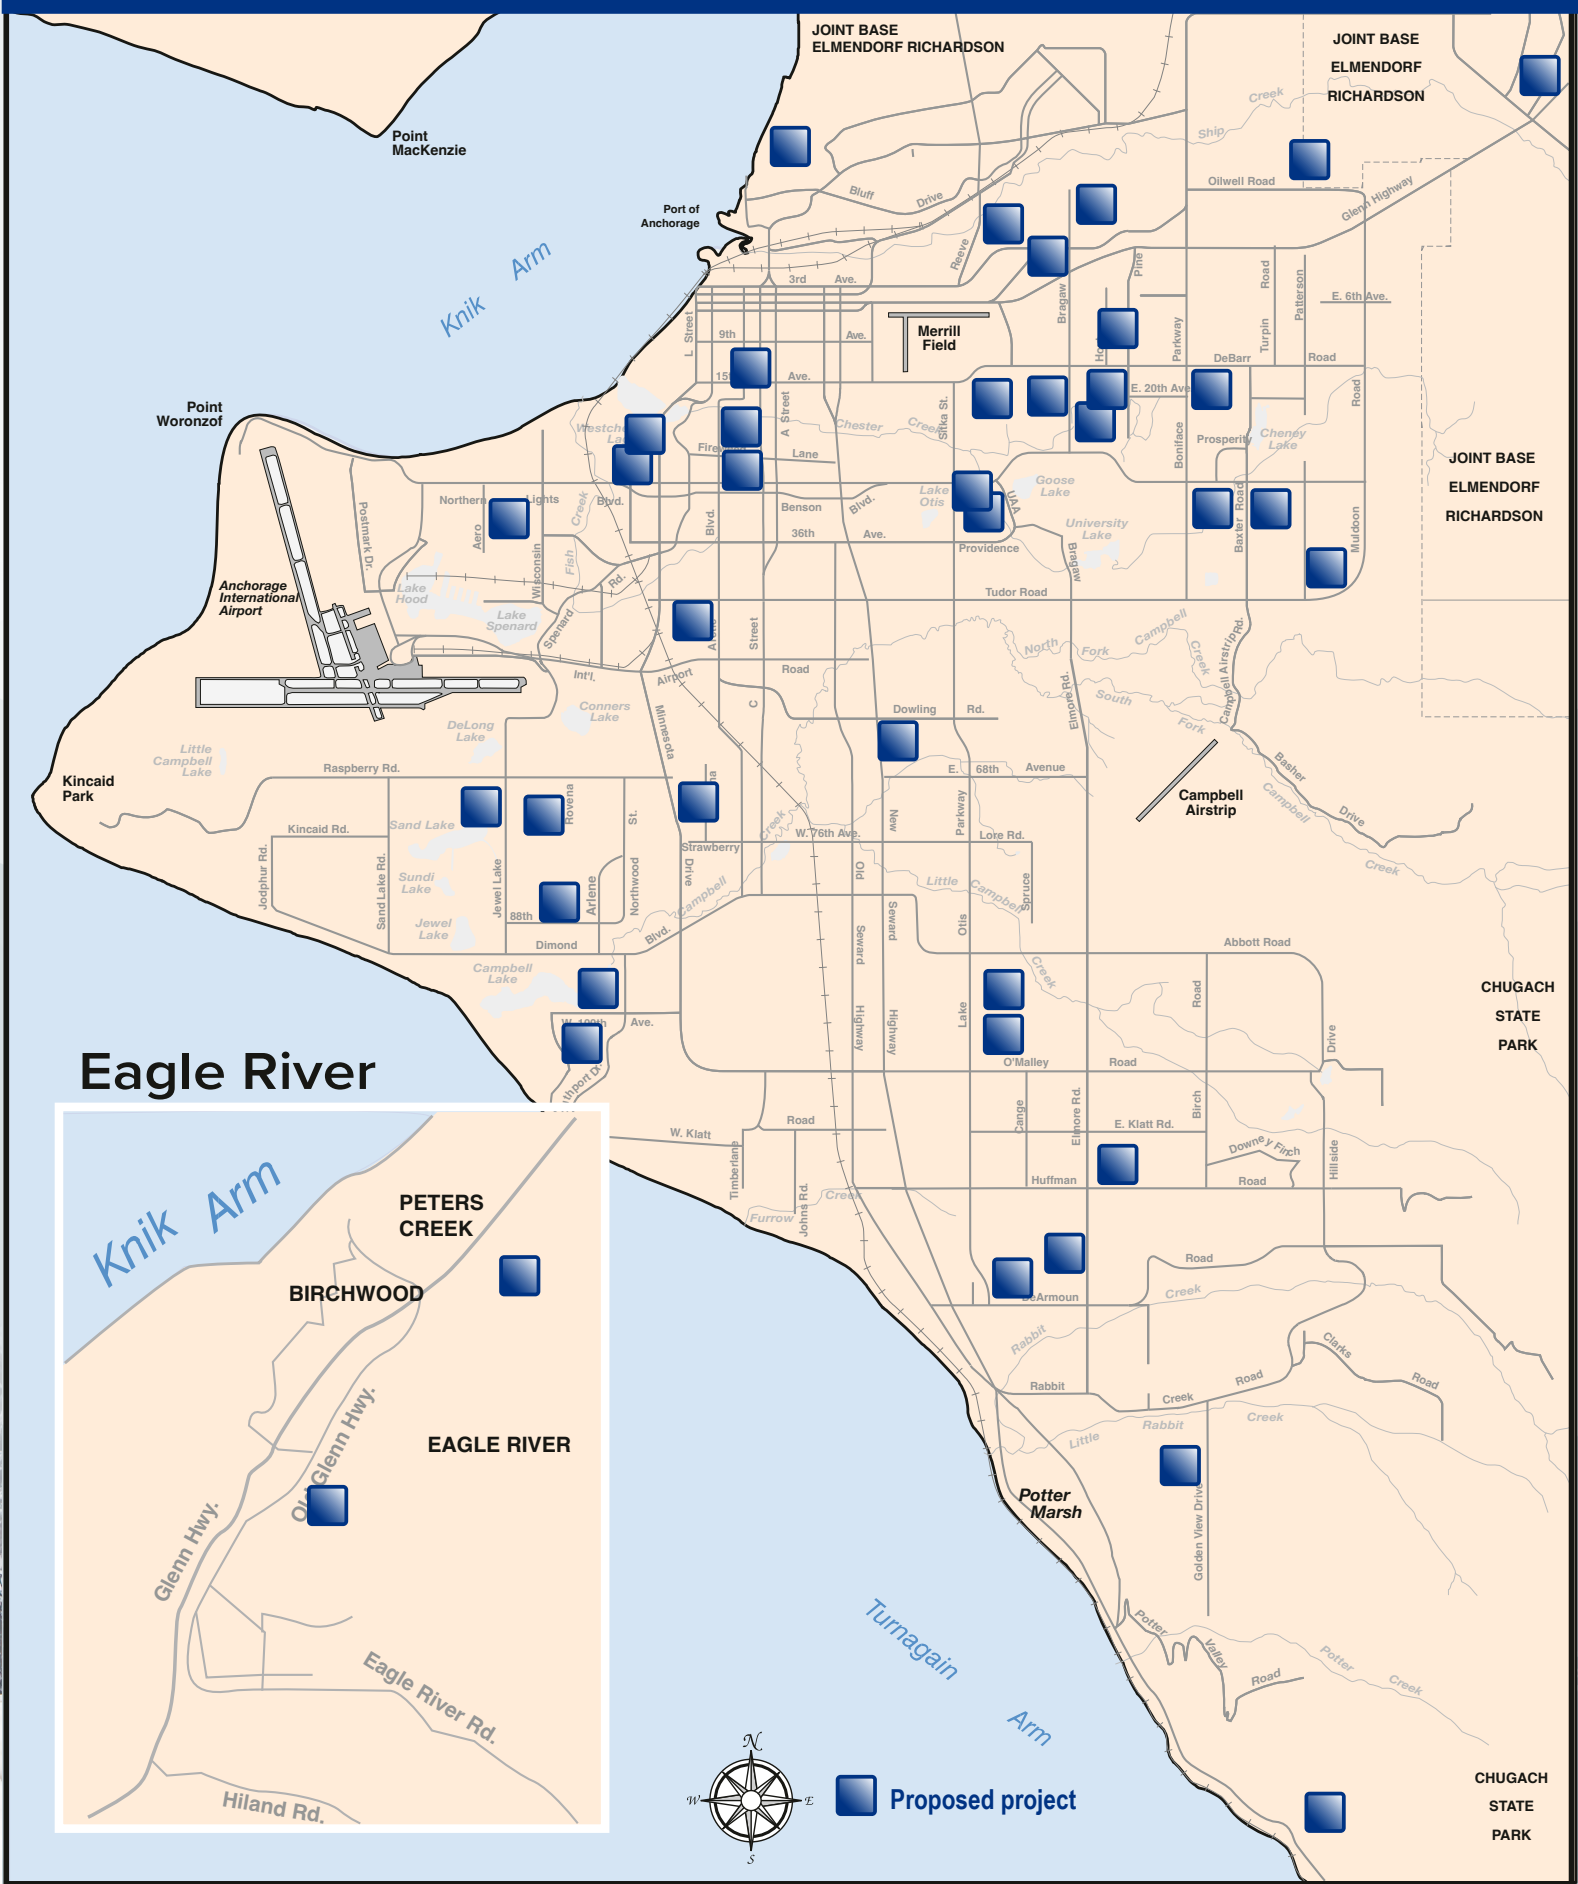 JOINT BASE
ELMENDORF RICHARDSON
JOINT BASE
ELMENDORF
RICHARDSON
Point
MacKenzie
Creek
Ship
Oilwell Road
Glenn Highway
Bluff
Drive
Port of
Anchorage
Knik Arm
Reeve
3rd Ave.
Bragaw
Pine
Road
Turpin
Patterson
E. 6th Ave.
L Street
9th Ave.
Merrill
Field
Parkway
DeBarr Road
Ave.
E. 20th Ave
A Street
Road
Muldoon
Point
Woronzof
Chester Creek
Sitka St.
Boniface
Prosperity
Cheney
Lake
Lane
JOINT BASE
ELMENDORF
RICHARDSON
Northern Lights Blvd.
Benson Blvd.
Lake
Otis
UAA
Goose
Lake
University
Lake
Baxter Road
Postmark Dr.
Aero
Wisconsin
Fish
Creek
Blvd.
36th Ave.
Providence
Bragaw
Tudor Road
Anchorage
International
Airport
Lake
Hood
Lake
Spenard
Spenard
Rd.
C Street
Int'l. Airport Road
North Fork Campbell Creek
South Fork
Campbell Airstrip Rd.
Elmore Rd.
Conners
Lake
DeLong
Lake
Minnesota
Drive
Dowling Rd.
Little
Campbell
Lake
Kincaid
Park
Raspberry Rd.
E. 68th Avenue
Campbell
Airstrip
Basher
Drive
Campbell
Creek
Kincaid Rd.
Sand Lake
Rovena
St.
Northwood
W. 76th Ave.
Strawberry
Lore Rd.
Creek
Campbell
New
Seward
Highway
Old
Seward
Highway
Parkway
Otis
Lake
Jodphur Rd.
Sand Lake Rd.
Sundi
Lake
Jewel Lake
Arlene
Little Campbell
Creek
Spruce
Jewel
Lake
88th
Dimond Blvd.
Abbott Road
Campbell
Lake
Ave.
CHUGACH
STATE
PARK
O'Malley Road
Road
Birch
Drive
Hillside
Eagle River
W. Klatt Road
Timberlane
Johns Rd.
Cange
Elmore Rd.
E. Klatt Rd.
Downey Finch
Huffman Road
Furrow
Creek
Knik Arm
PETERS
CREEK
BIRCHWOOD
Road
Creek
Rabbit
Clarks
Road
Rabbit Creek Road
Little Rabbit Creek
Old Glenn Hwy.
EAGLE RIVER
Glenn Hwy.
Potter
Marsh
Golden View Drive
Eagle River Rd.
Hiland Rd.
Turnagain
Arm
Potter
Valley
Road
Potter
Creek
N
W E
S
Proposed project
CHUGACH
STATE
PARK